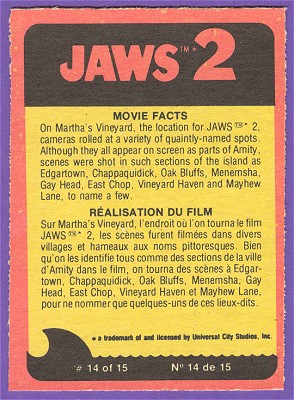 JAWS™* 2
MOVIE FACTS
On Martha's Vineyard, the location for JAWS™* 2,
cameras rolled at a variety of quaintly-named spots.
Although they all appear on screen as parts of Amity,
scenes were shot in such sections of the island as
Edgartown, Chappaquidick, Oak Bluffs, Menemsha,
Gay Head, East Chop, Vineyard Haven and Mayhew
Lane, to name a few.
RÉALISATION DU FILM
Sur Martha's Vineyard, l'endroit où l'on tourna le film
JAWS™* 2, les scènes furent filmées dans divers
villages et hameaux aux noms pittoresques. Bien
qu'on les identifie tous comme des sections de la ville
d'Amity dans le film, on tourna des scènes à Edgar-
town, Chappaquidick, Oak Bluffs, Menemsha, Gay
Head, East Chop, Vineyard Haven et Mayhew Lane,
pour ne nommer que quelques-uns de ces lieux-dits.
* a trademark of and licensed by Universal City Studios, Inc.
# 14 of 15 Nº 14 de 15